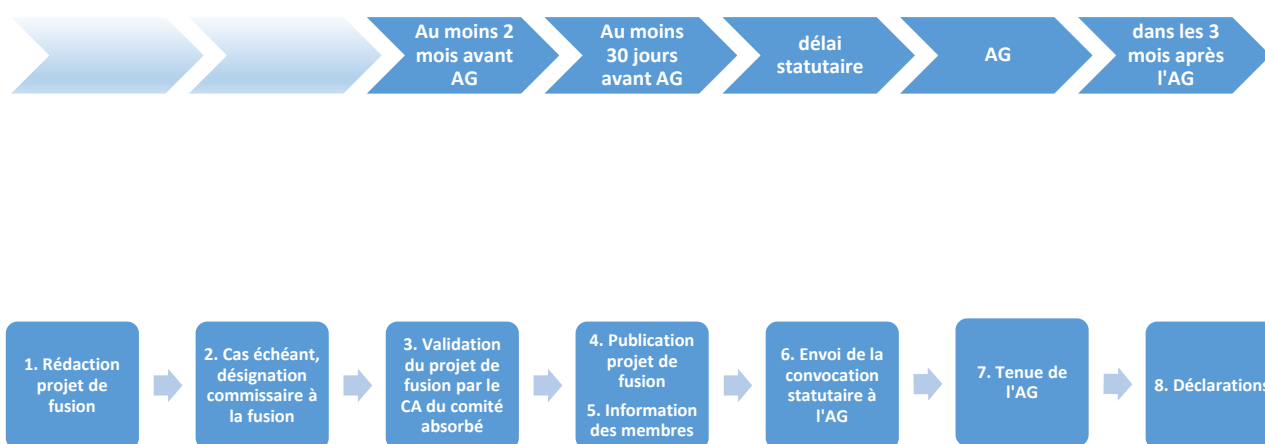 Au moins 2
mois avant
AG
Au moins
30 jours
avant AG
délai
statutaire
AG
dans les 3
mois après
l'AG
1. Rédaction
projet de
fusion
2. Cas échéant,
désignation
commissaire à
la fusion
3. Validation
du projet de
fusion par le
CA du comité
absorbé
4. Publication
projet de
fusion
5. Information
des membres
6. Envoi de la
convocation
statutaire à
l'AG
7. Tenue de
l'AG
8. Déclarations